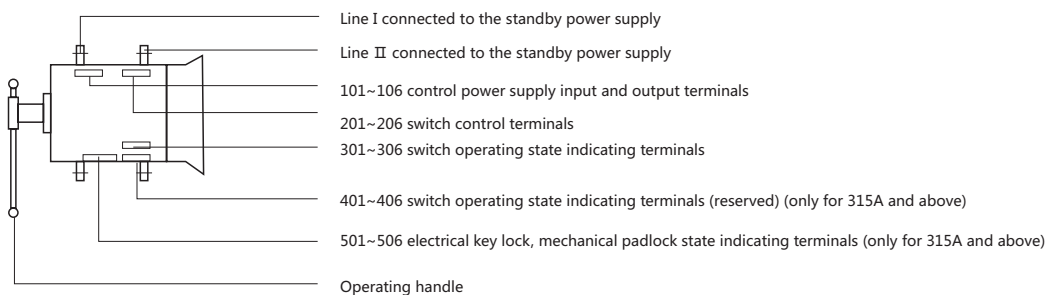 Line I connected to the standby power supply
Line Ⅱ connected to the standby power supply
101~106 control power supply input and output terminals
201~206 switch control terminals
301~306 switch operating state indicating terminals
401~406 switch operating state indicating terminals (reserved) (only for 315A and above)
501~506 electrical key lock, mechanical padlock state indicating terminals (only for 315A and above)
Operating handle